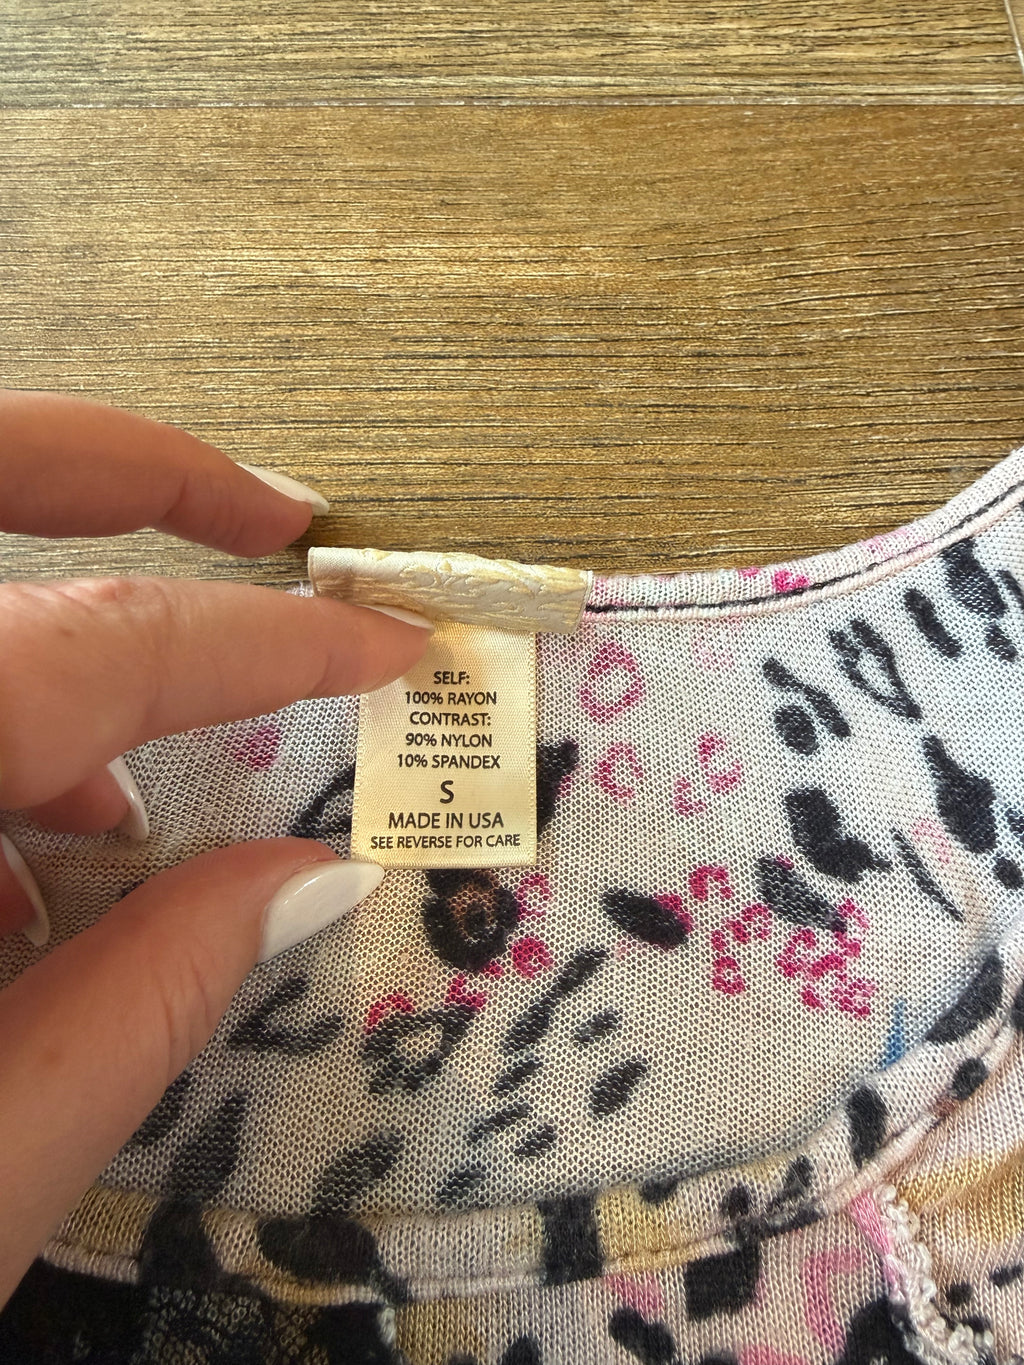 SELF:
100% RAYON
CONTRAST:
90% NYLON
10% SPANDEX
S
MADE IN USA
SEE REVERSE FOR CARE